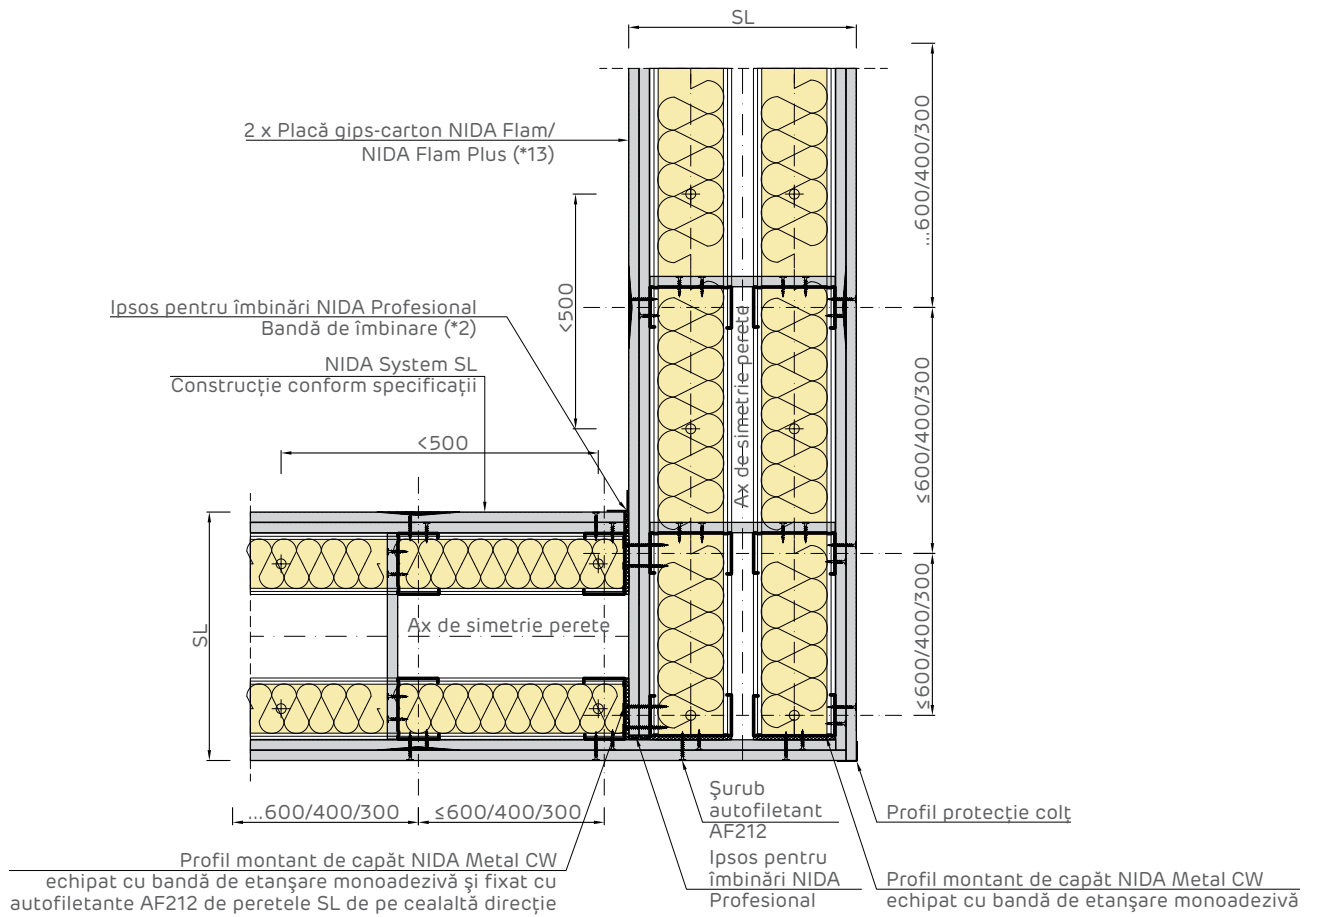 SL
2 x Placă gips-carton NIDA Flam/
NIDA Flam Plus (*13)
...600/400/300
<500
Ipsos pentru îmbinări NIDA Profesional
Bandă de îmbinare (*2)
NIDA System SL
Construcție conform specificații
Ax de simetrie perete
≤600/400/300
<500
SL
Ax de simetrie perete
≤600/400/300
...600/400/300
≤600/400/300
Şurub
autofiletant
AF212
Profil protecție colț
Profil montant de capăt NIDA Metal CW
echipat cu bandă de etanşare monoadezivă şi fixat cu
autofiletante AF212 de peretele SL de pe cealaltă direcție
Ipsos pentru
îmbinări NIDA
Profesional
Profil montant de capăt NIDA Metal CW
echipat cu bandă de etanşare monoadezivă